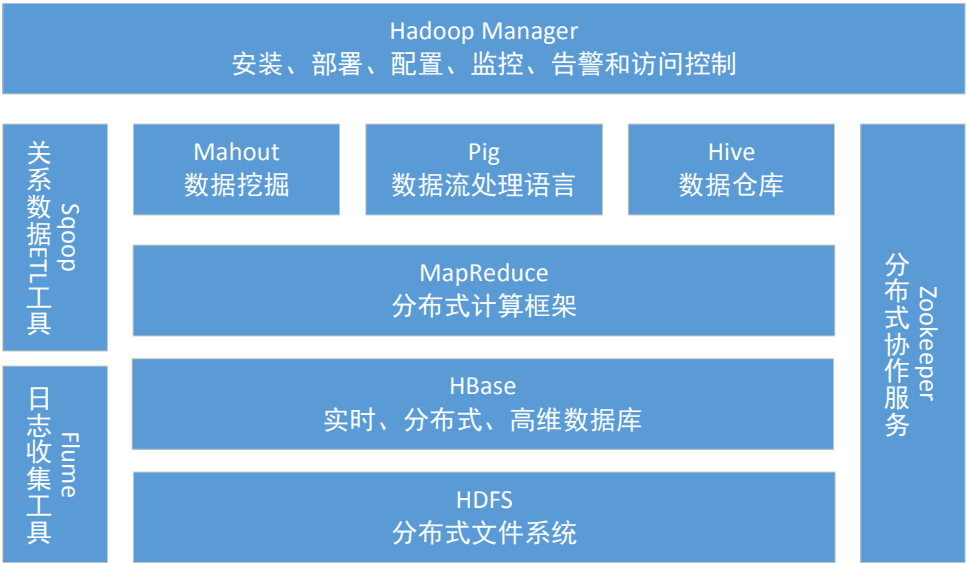 Hadoop Manager
安装、部署、配置、监控、告警和访问控制
Sqoop
关系数据ETL工具
Mahout
数据挖掘
Pig
数据流处理语言
Hive
数据仓库
Zookeeper
分布式协作服务
MapReduce
分布式计算框架
Flume
日志收集工具
HBase
实时、分布式、高维数据库
HDFS
分布式文件系统